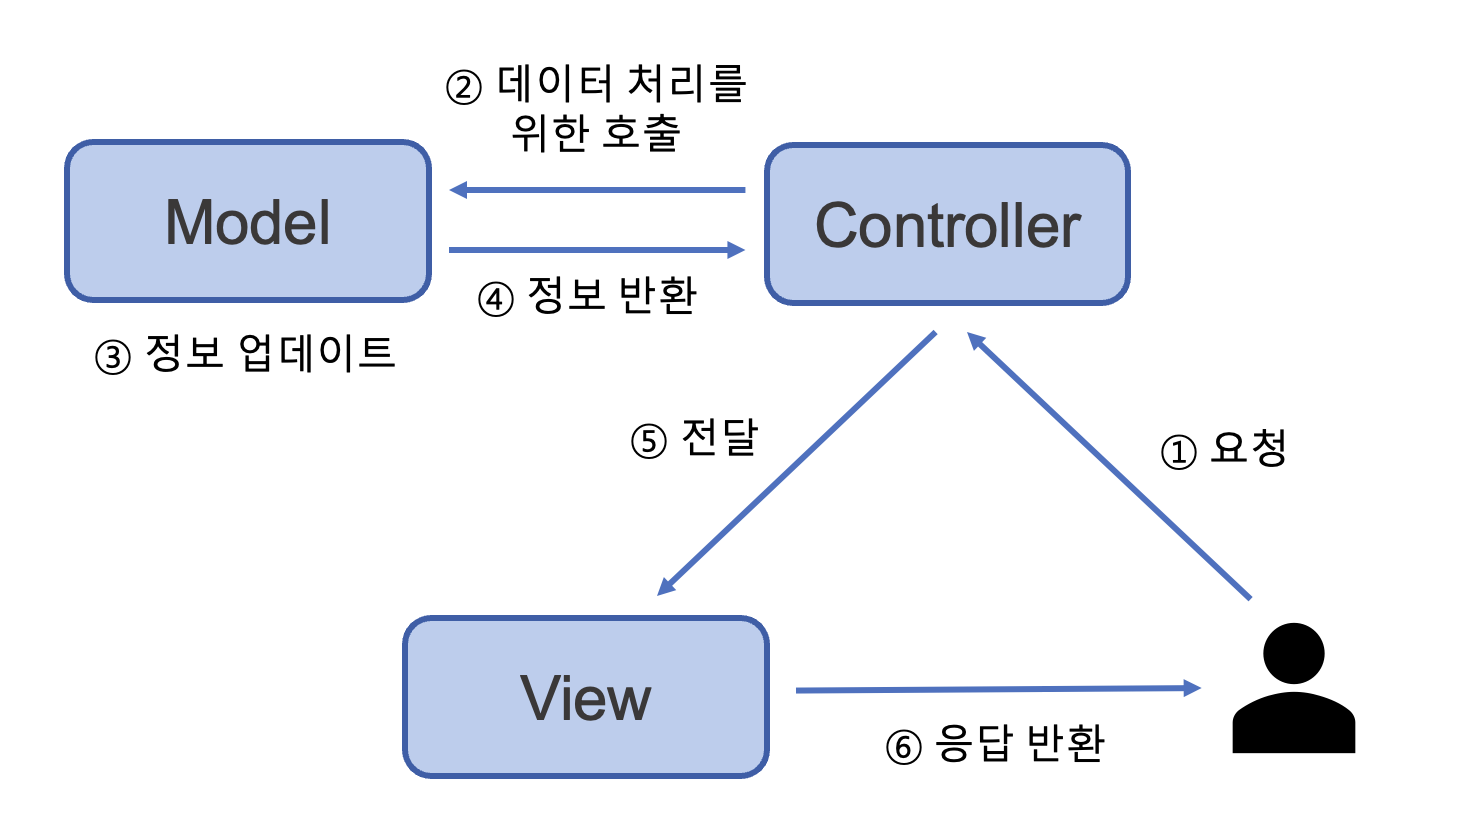 ② 데이터 처리를
위한 호출
Model
Controller
④ 정보 반환
③ 정보 업데이트
⑤ 전달
① 요청
View
⑥ 응답 반환